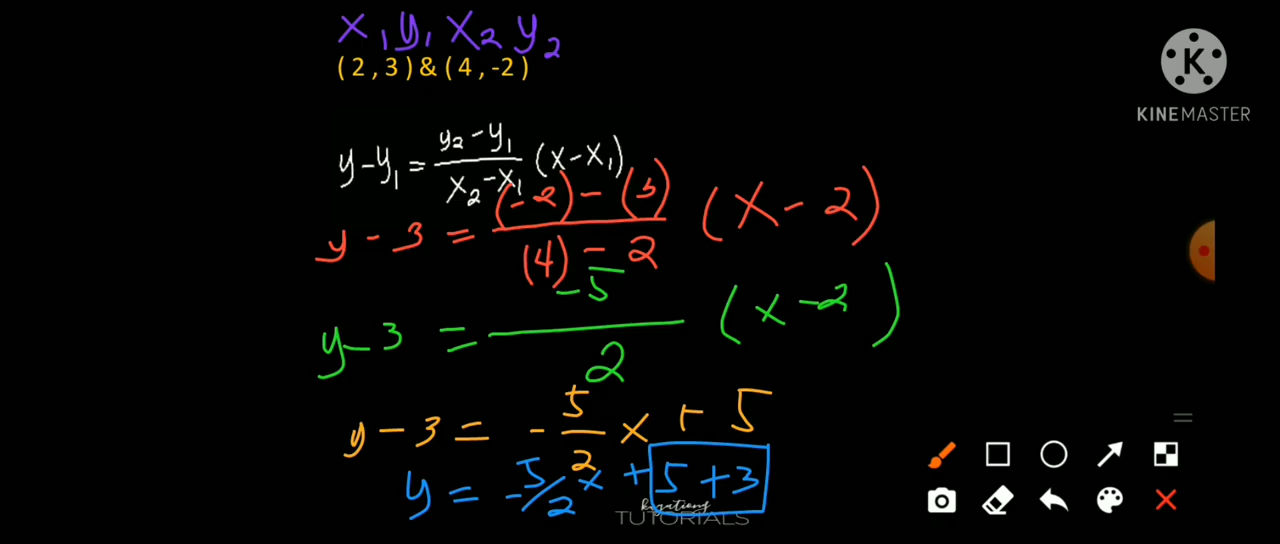 x₁ y₁ x₂ y₂
(2,3) & (4,-2)
KINEMASTER
y-y₁ = y₂-y₁/x₂-x₁ (x-x₁)
y-3 = (-2)-(3)/(4)-2 (x-2)
y-3 = -5/2 (x-2)
y-3 = -5/2 x + 5
y = -5/2 x + 5+3
TUTORIALS